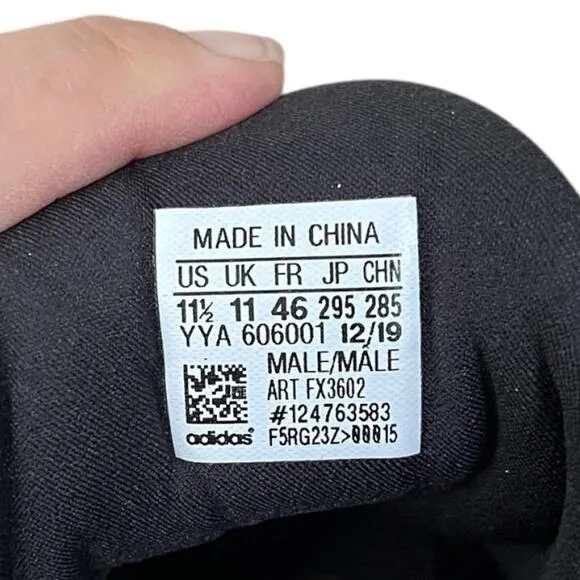 MADE IN CHINA
US UK FR JP CHN
11½ 11 46 295 285
YYA 606001 12/19
MALE/MÂLE
ART FX3602
#124763583
adidas F5RG23Z>00015